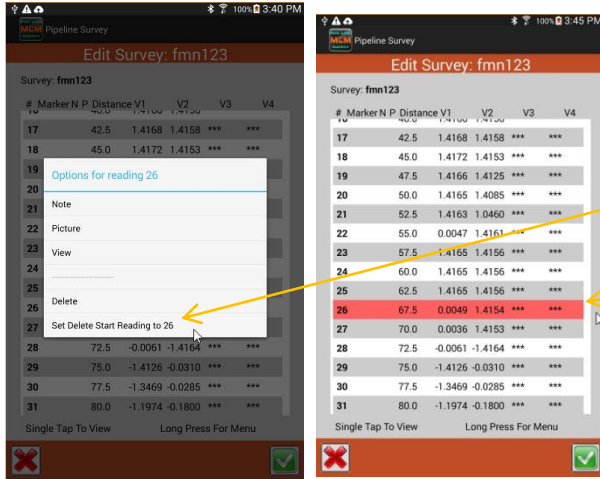 100% 3:40 PM
MCM Pipeline Survey
Edit Survey: fmn123
Survey: fmn123
# Marker N P Distance V1 V2 V3 V4
17 42.5 1.4168 1.4158 *** ***
18 45.0 1.4172 1.4153 *** ***
19
20
21
22
23
24
25
26
27
Options for reading 26
Note
Picture
View
Delete
Set Delete Start Reading to 26
28 72.5 -0.0061 -1.4164 *** ***
29 75.0 -1.4126 -0.0310 *** ***
30 77.5 -1.3469 -0.0285 *** ***
31 80.0 -1.1974 -0.1800 *** ***
Single Tap To View Long Press For Menu
100% 3:45 PM
MCM Pipeline Survey
Edit Survey: fmn123
Survey: fmn123
# Marker N P Distance V1 V2 V3 V4
17 42.5 1.4168 1.4158 *** ***
18 45.0 1.4172 1.4153 *** ***
19 47.5 1.4166 1.4125 *** ***
20 50.0 1.4165 1.4085 *** ***
21 52.5 1.4163 1.0460 *** ***
22 55.0 0.0047 1.4161 *** ***
23 57.5 1.4165 1.4156 *** ***
24 60.0 1.4165 1.4156 *** ***
25 62.5 1.4165 1.4156 *** ***
26 67.5 0.0049 1.4154 *** ***
27 70.0 0.0036 1.4153 *** ***
28 72.5 -0.0061 -1.4164 *** ***
29 75.0 -1.4126 -0.0310 *** ***
30 77.5 -1.3469 -0.0285 *** ***
31 80.0 -1.1974 -0.1800 *** ***
Single Tap To View Long Press For Menu